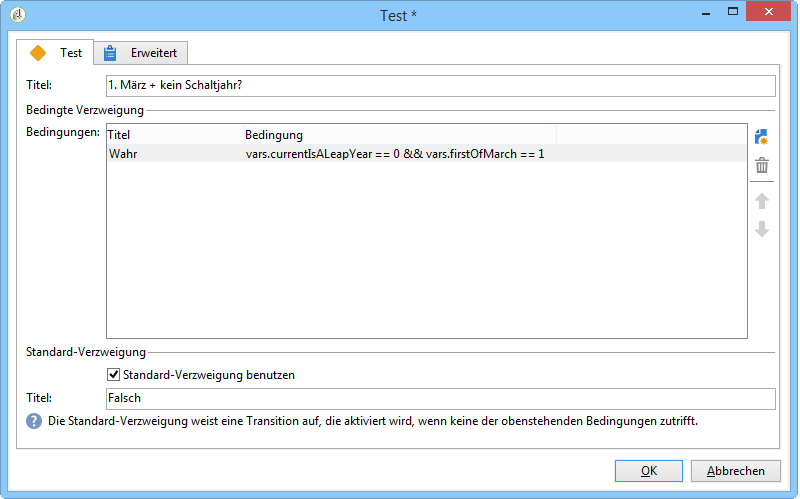 Test *
Test
Erweitert
Titel: 1. März + kein Schaltjahr?
Bedingte Verzweigung
Bedingungen:
Titel Bedingung
Wahr vars.currentIsALeapYear == 0 && vars.firstOfMarch == 1
Standard-Verzweigung
Standard-Verzweigung benutzen
Titel: Falsch
? Die Standard-Verzweigung weist eine Transition auf, die aktiviert wird, wenn keine der obenstehenden Bedingungen zutrifft.
OK Abbrechen